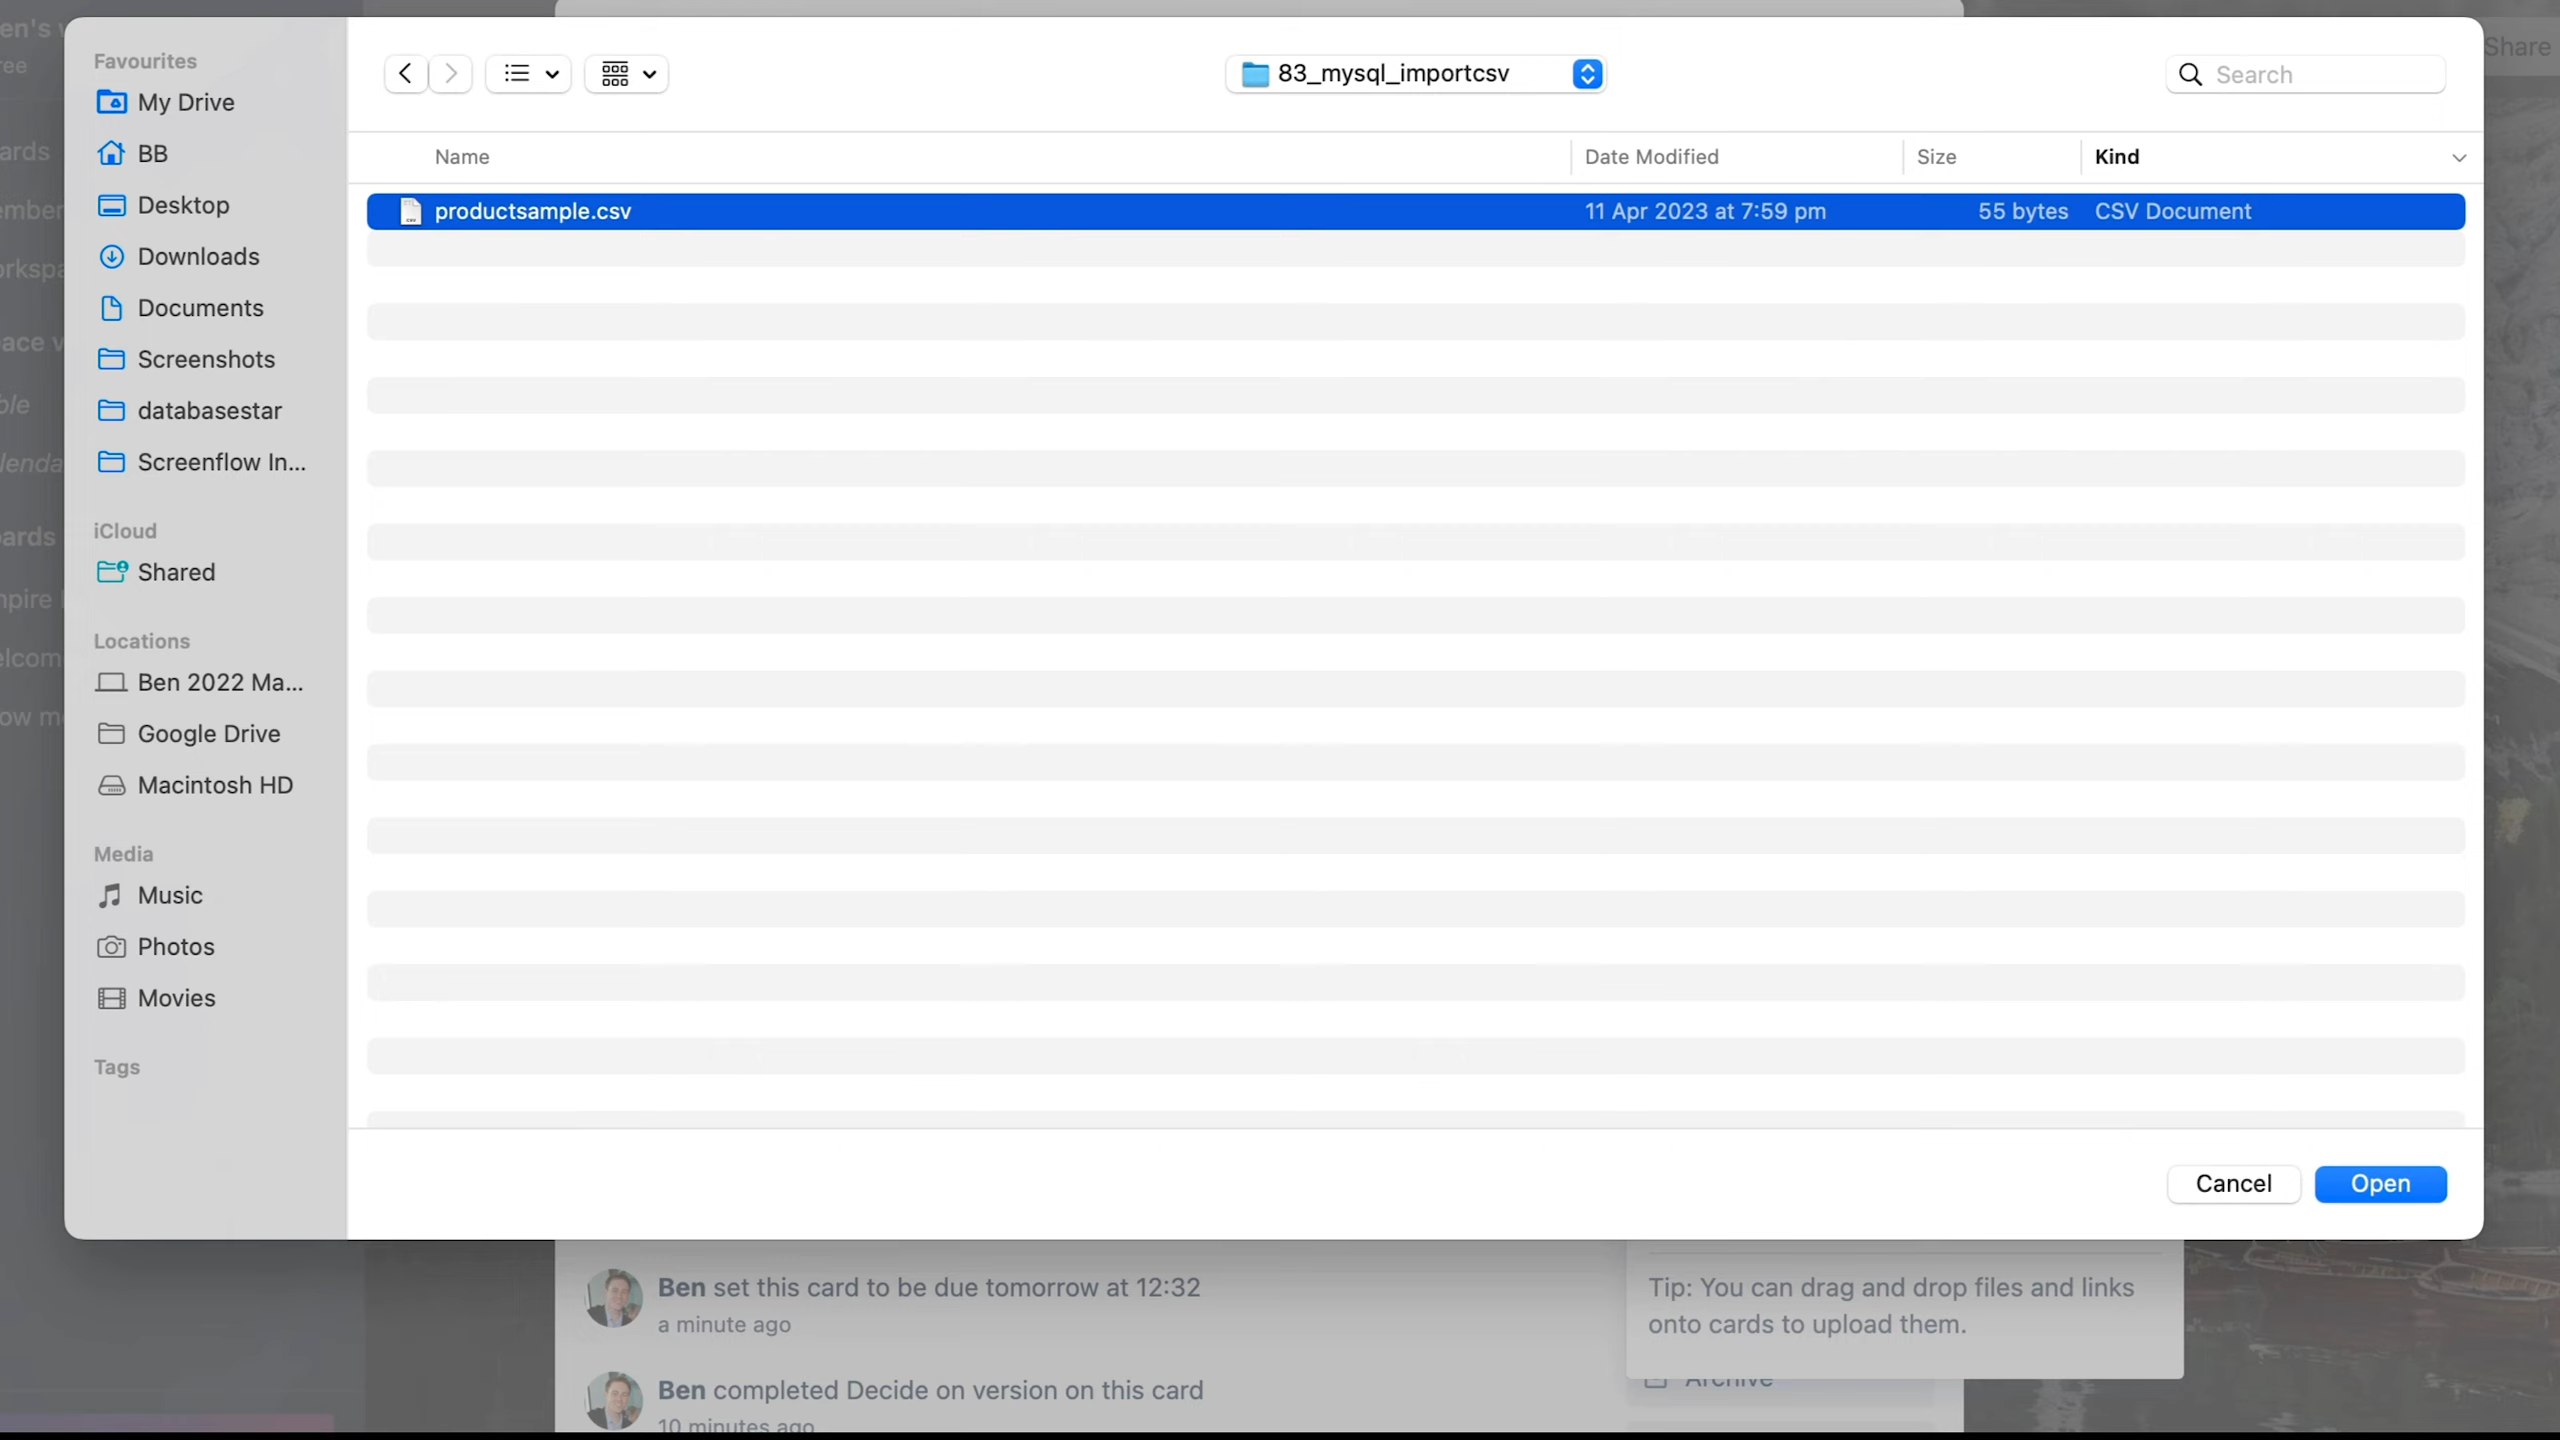 Favourites
My Drive
BB
Desktop
Downloads
Documents
Screenshots
databasestar
Screenflow In...
iCloud
Shared
Locations
Ben 2022 Ma...
Google Drive
Macintosh HD
Media
Music
Photos
Movies
Tags
83_mysql_importcsv
Search
Name Date Modified Size Kind
productsample.csv 11 Apr 2023 at 7:59 pm 55 bytes CSV Document
Cancel Open
Share
Ben set this card to be due tomorrow at 12:32
a minute ago
Ben completed Decide on version on this card
10 minutes ago
Tip: You can drag and drop files and links
onto cards to upload them.
Archive